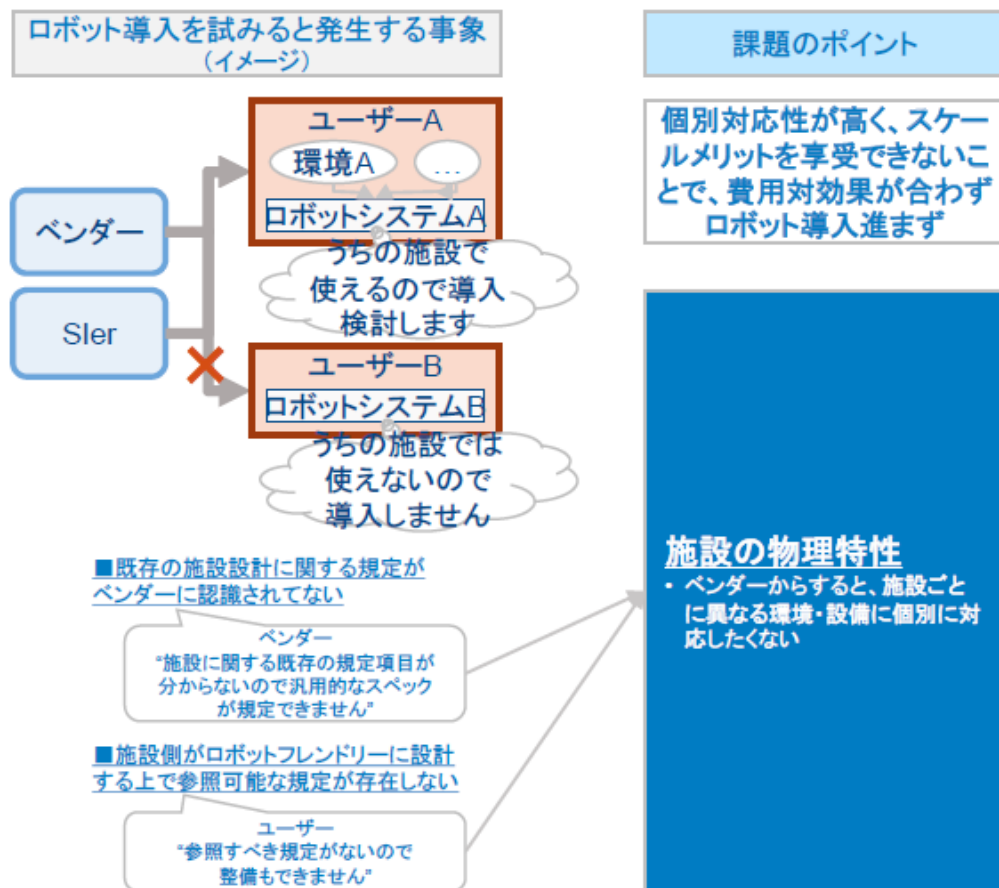 ロボット導入を試みると発生する事象
（イメージ）
課題のポイント
ユーザーA
環境A
…
ロボットシステムA
うちの施設で
使えるので導入
検討します
ベンダー
SIer
ユーザーB
ロボットシステムB
うちの施設では
使えないので
導入しません
個別対応性が高く、スケー
ルメリットを享受できないこ
とで、費用対効果が合わず
ロボット導入進まず
■既存の施設設計に関する規定が
ベンダーに認識されてない
ベンダー
“施設に関する既存の規定項目が
分からないので汎用的なスペック
が規定できません”
■施設側がロボットフレンドリーに設計
する上で参照可能な規定が存在しない
ユーザー
“参照すべき規定がないので
整備もできません”
施設の物理特性
• ベンダーからすると、施設ごと
に異なる環境・設備に個別に対
応したくない